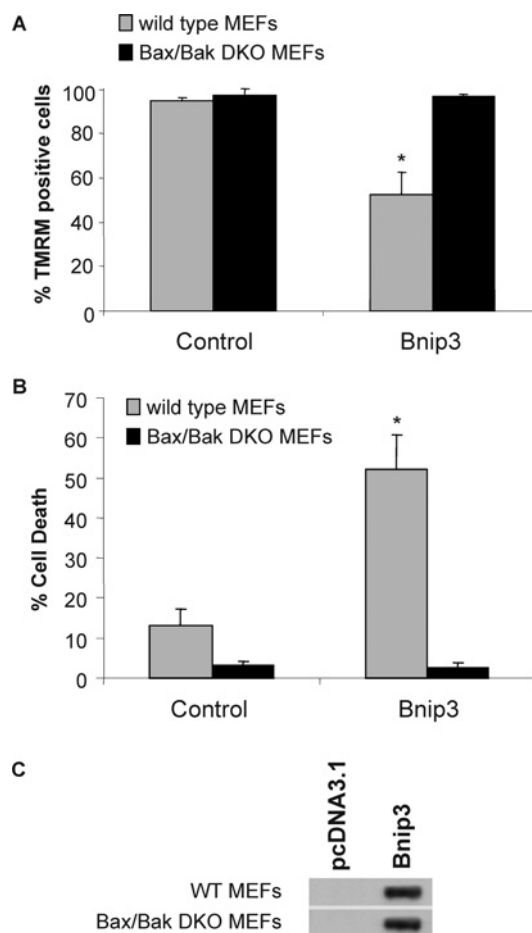 A
wild type MEFs
Bax/Bak DKO MEFs
% TMRM positive cells
100
80
60
40
20
0
*
Control
Bnip3
B
wild type MEFs
Bax/Bak DKO MEFs
% Cell Death
70
60
50
40
30
20
10
0
*
Control
Bnip3
C
pcDNA3.1
Bnip3
WT MEFs
Bax/Bak DKO MEFs